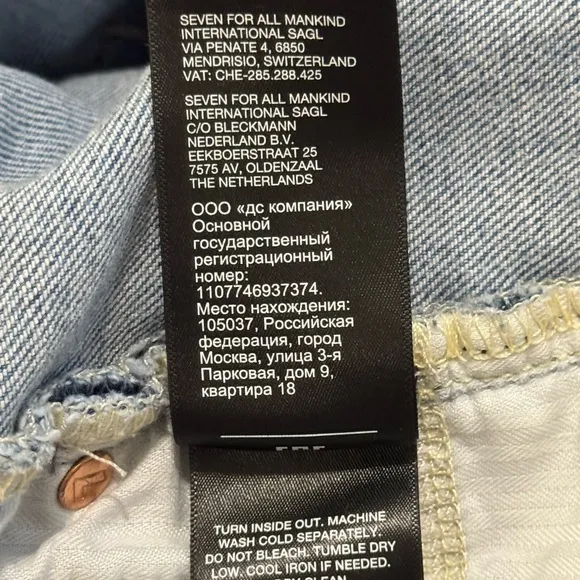 SEVEN FOR ALL MANKIND
INTERNATIONAL SAGL
VIA PENATE 4, 6850
MENDRISIO, SWITZERLAND
VAT: CHE-285.288.425
SEVEN FOR ALL MANKIND
INTERNATIONAL SAGL
C/O BLECKMANN
NEDERLAND B.V.
EEKBOERSTRAAT 25
7575 AV, OLDENZAAL
THE NETHERLANDS
ООО «дс компания»
Основной
государственный
регистрационный
номер:
1107746937374.
Место нахождения:
105037, Российская
федерация, город
Москва, улица 3-я
Парковая, дом 9,
квартира 18
TURN INSIDE OUT. MACHINE
WASH COLD SEPARATELY.
DO NOT BLEACH. TUMBLE DRY
LOW. COOL IRON IF NEEDED.
DRY CLEAN